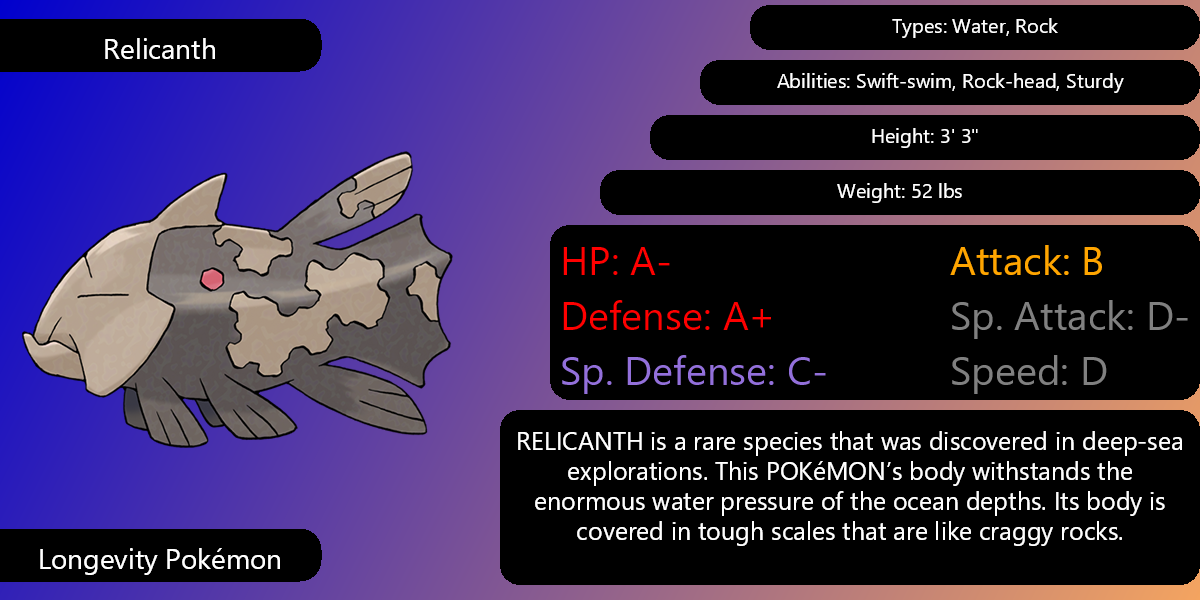 Relicanth
Types: Water, Rock
Abilities: Swift-swim, Rock-head, Sturdy
Height: 3' 3"
Weight: 52 lbs
HP: A-
Attack: B
Defense: A+
Sp. Attack: D-
Sp. Defense: C-
Speed: D
RELICANTH is a rare species that was discovered in deep-sea
explorations. This POKéMON’s body withstands the
enormous water pressure of the ocean depths. Its body is
covered in tough scales that are like craggy rocks.
Longevity Pokémon